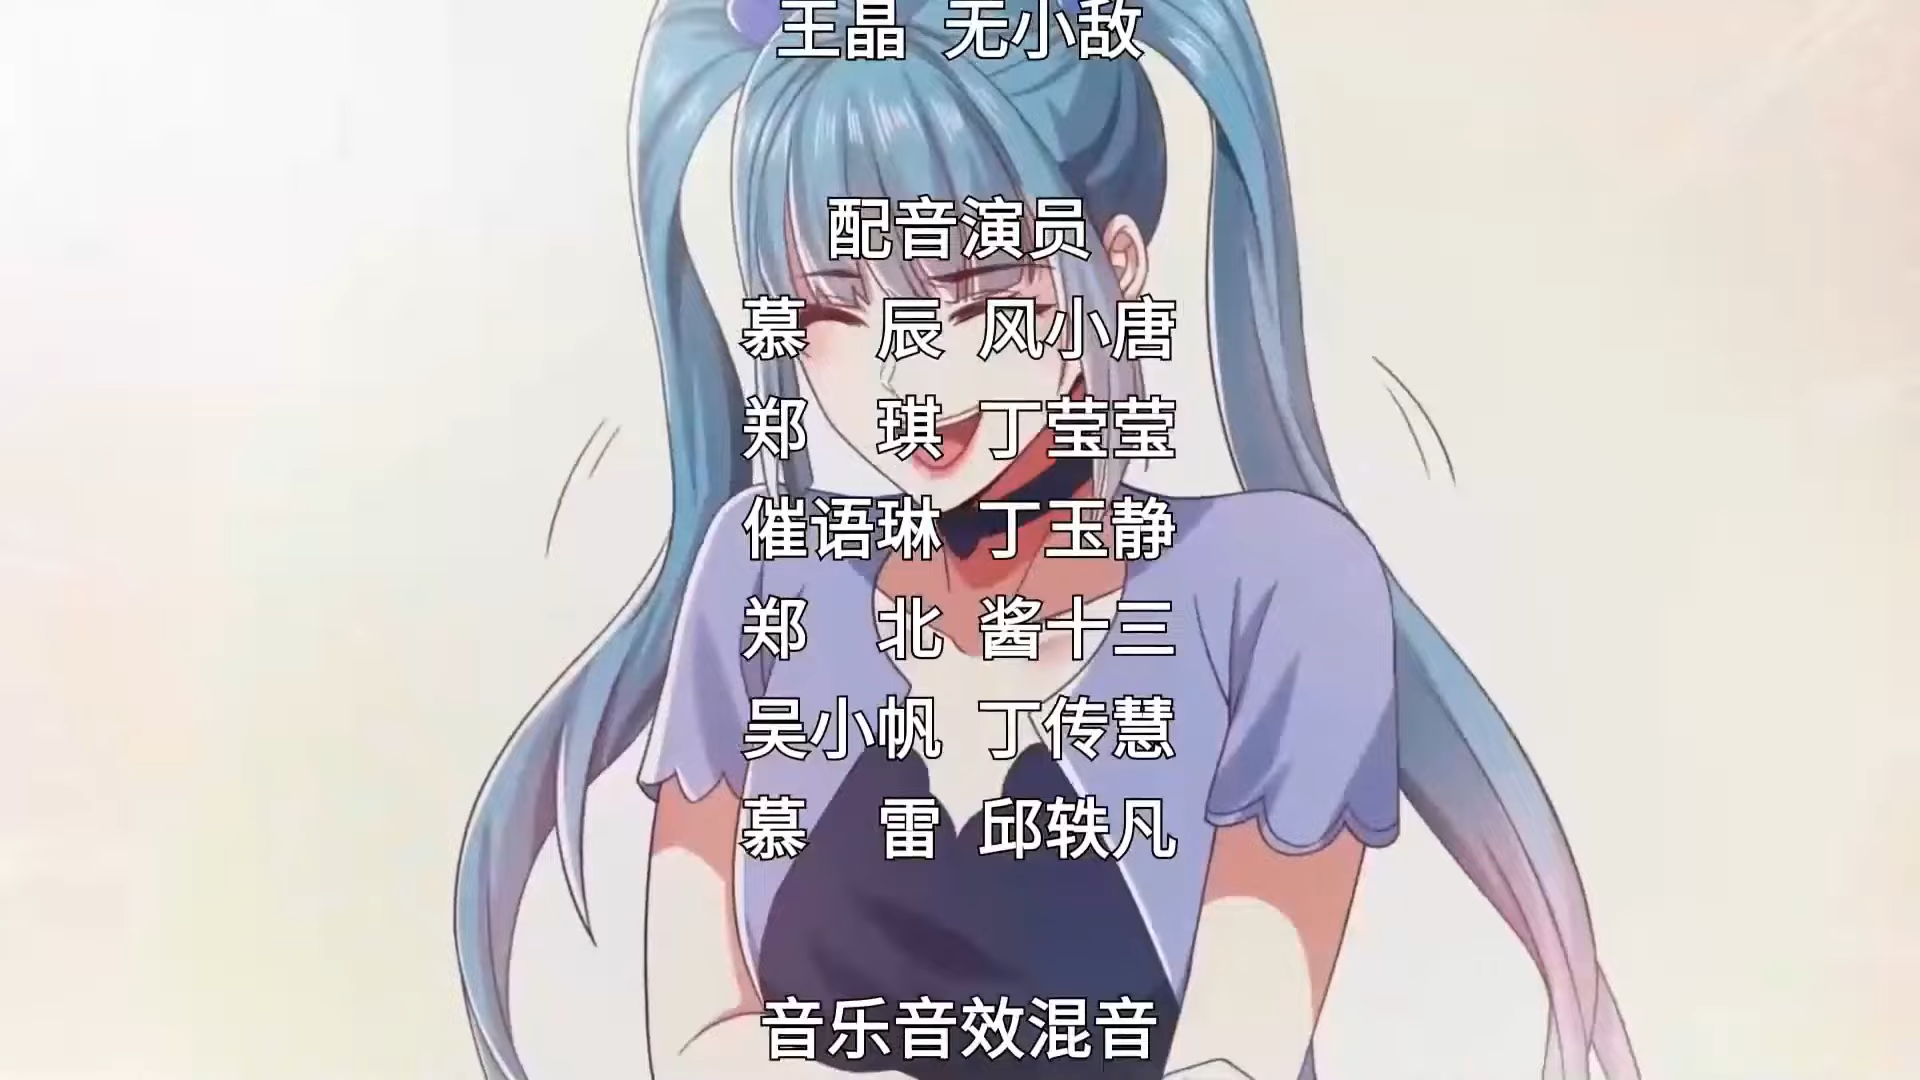 王晶 无小敌
配音演员
慕 辰 风小唐
郑 琪 丁莹莹
催语琳 丁玉静
郑 北 酱十三
吴小帆 丁传慧
慕 雷 邱轶凡
音乐音效混音